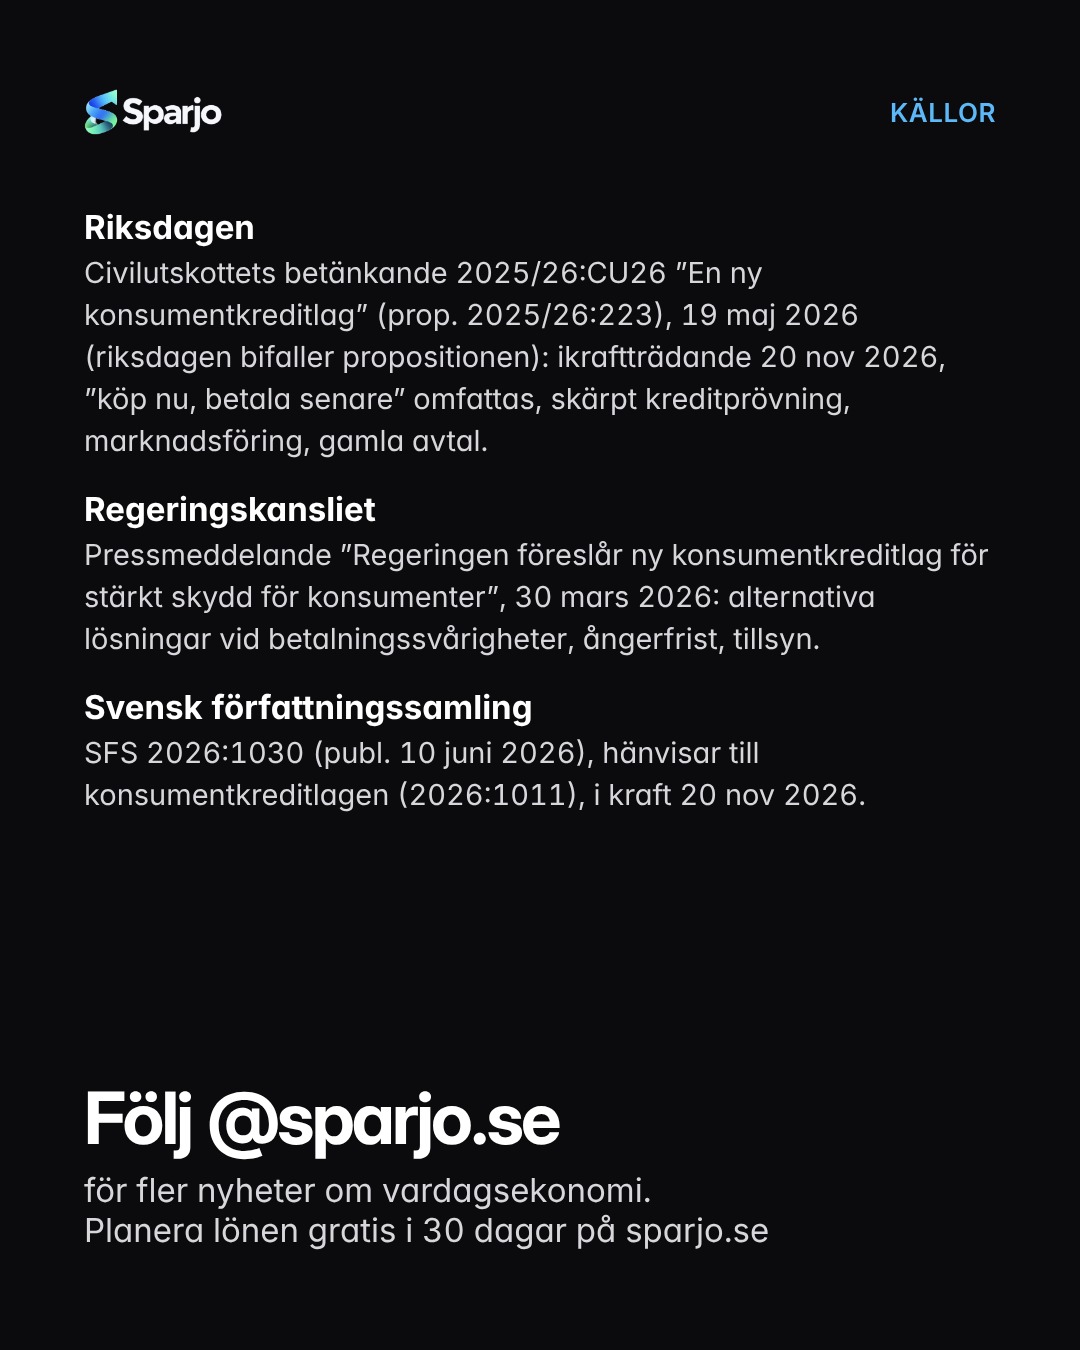 Sparjo
KÄLLOR
Riksdagen
Civilutskottets betänkande 2025/26:CU26 ”En ny
konsumentkreditlag” (prop. 2025/26:223), 19 maj 2026
(riksdagen bifaller propositionen): ikraftträdande 20 nov 2026,
”köp nu, betala senare” omfattas, skärpt kreditprövning,
marknadsföring, gamla avtal.
Regeringskansliet
Pressmeddelande ”Regeringen föreslår ny konsumentkreditlag för
stärkt skydd för konsumenter”, 30 mars 2026: alternativa
lösningar vid betalningssvårigheter, ångerfrist, tillsyn.
Svensk författningssamling
SFS 2026:1030 (publ. 10 juni 2026), hänvisar till
konsumentkreditlagen (2026:1011), i kraft 20 nov 2026.
Följ @sparjo.se
för fler nyheter om vardagsekonomi.
Planera lönen gratis i 30 dagar på sparjo.se